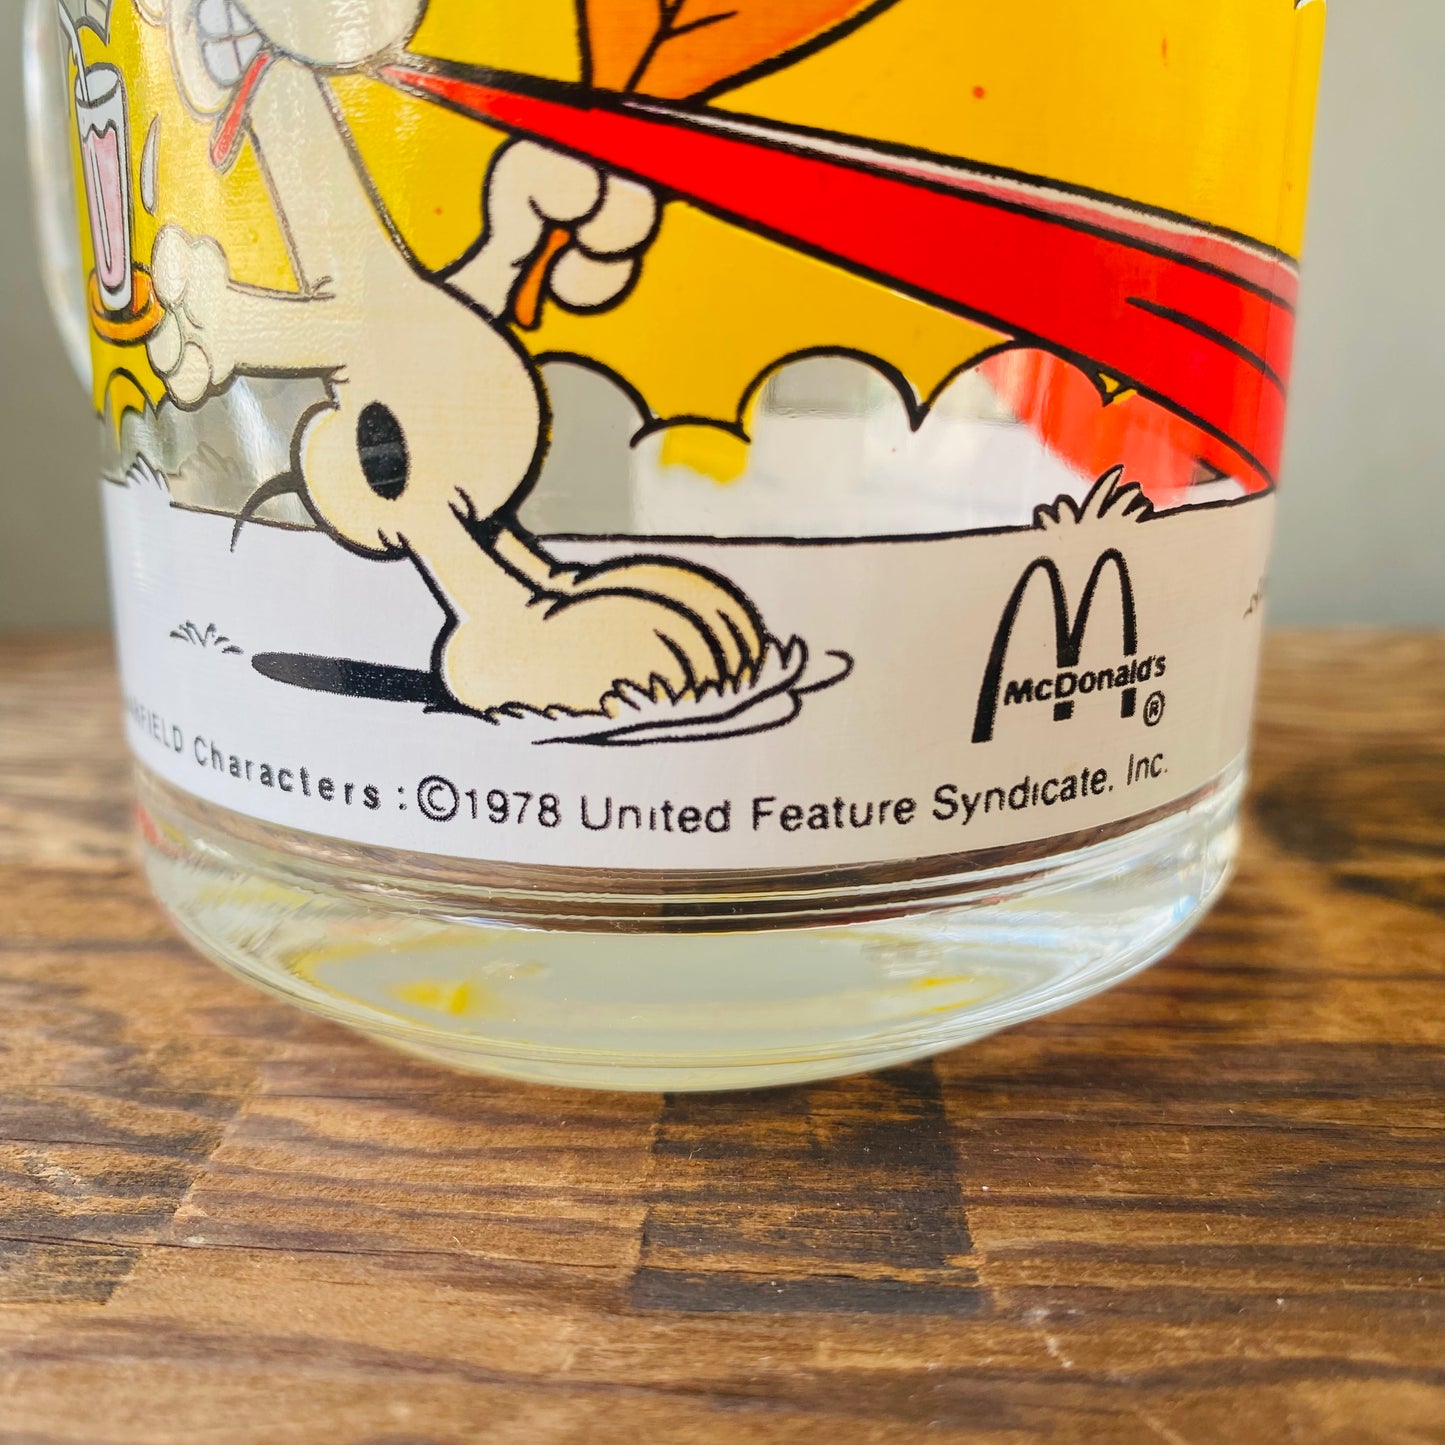 McDonald's
®
Characters : ©1978 United Feature Syndicate, Inc.